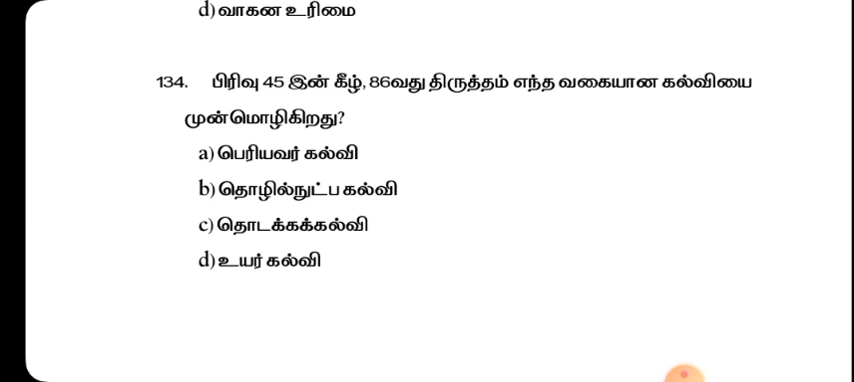 d) வாகன உரிமை
134. பிரிவு 45 இன் கீழ், 86வது திருத்தம் எந்த வகையான கல்வியை
முன்மொழிகிறது?
a) பெரியவர் கல்வி
b) தொழில்நுட்ப கல்வி
c) தொடக்கக்கல்வி
d) உயர் கல்வி